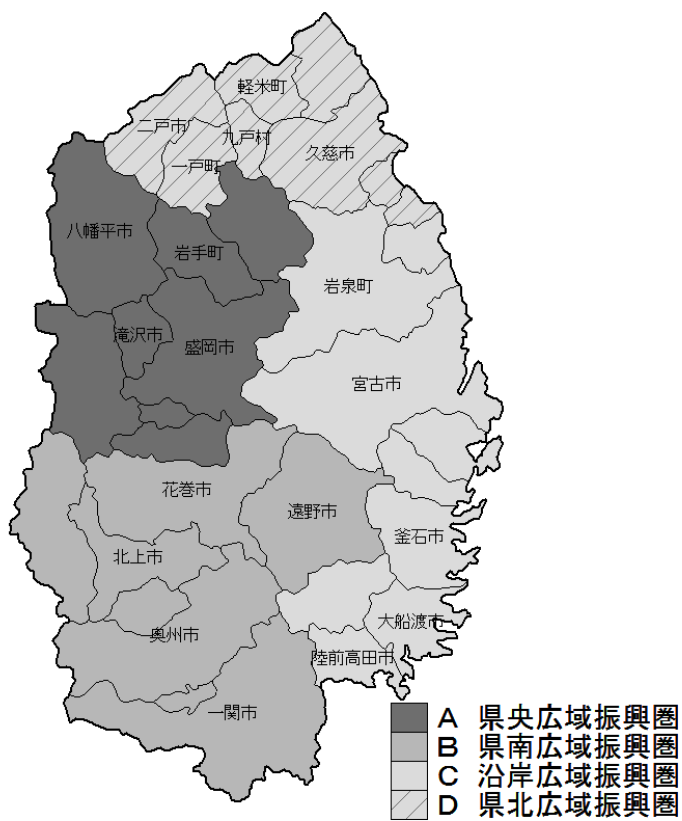 軽米町
二戸市
九戸村
久慈市
一戸町
八幡平市
岩手町
岩泉町
滝沢市
盛岡市
宮古市
花巻市
遠野市
釜石市
北上市
大船渡市
奥州市
陸前高田市
一関市
A 県央広域振興圏
B 県南広域振興圏
C 沿岸広域振興圏
D 県北広域振興圏